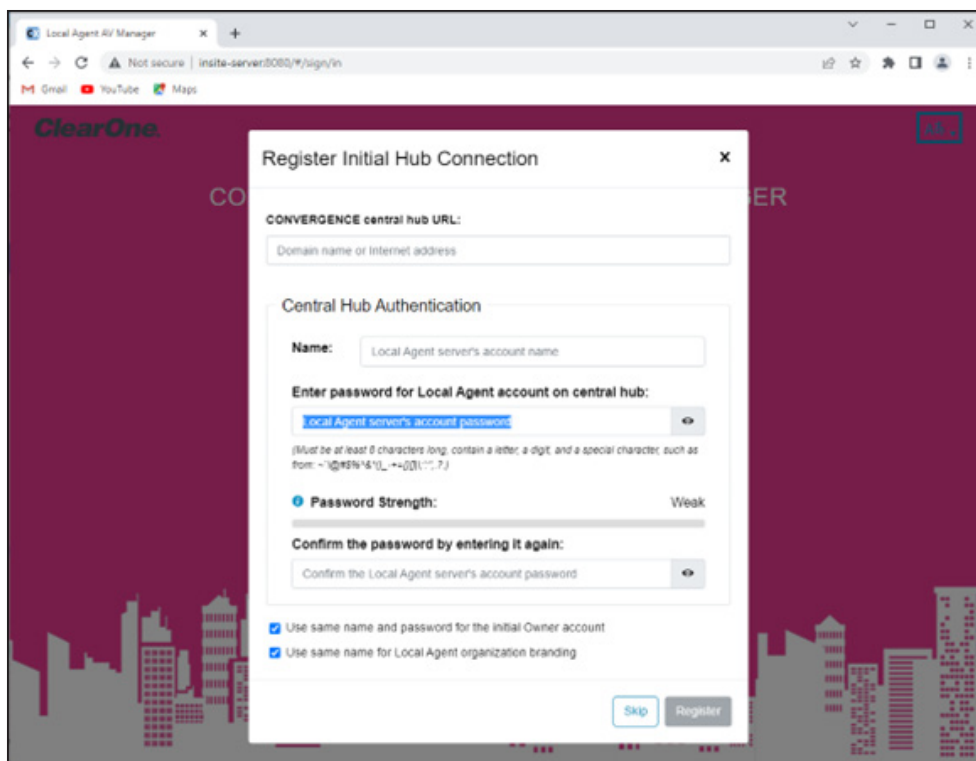 Local Agent AV Manager
Not secure | insite-server:8080/#/sign/in
Gmail YouTube Maps
ClearOne
Register Initial Hub Connection
CO
GER
CONVERGENCE central hub URL:
Domain name or Internet address
Central Hub Authentication
Name:
Local Agent server's account name
Enter password for Local Agent account on central hub:
Local Agent server's account password
(Must be at least 8 characters long, contain a letter, a digit, and a special character, such as
from:
Password Strength: Weak
Confirm the password by entering it again:
Confirm the Local Agent server's account password
Use same name and password for the initial Owner account
Use same name for Local Agent organization branding
Skip Register